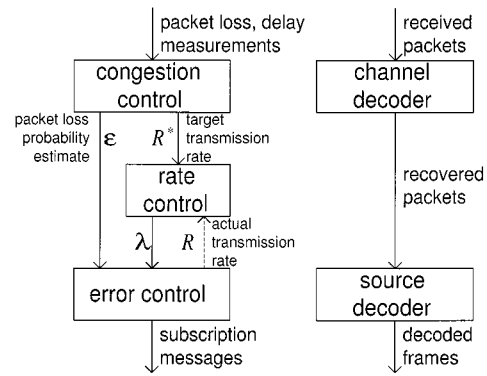 packet loss, delay
measurements
congestion
control
packet loss
probability
estimate
ε
R*
target
transmission
rate
rate
control
λ
R
actual
transmission
rate
error control
subscription
messages
received
packets
channel
decoder
recovered
packets
source
decoder
decoded
frames